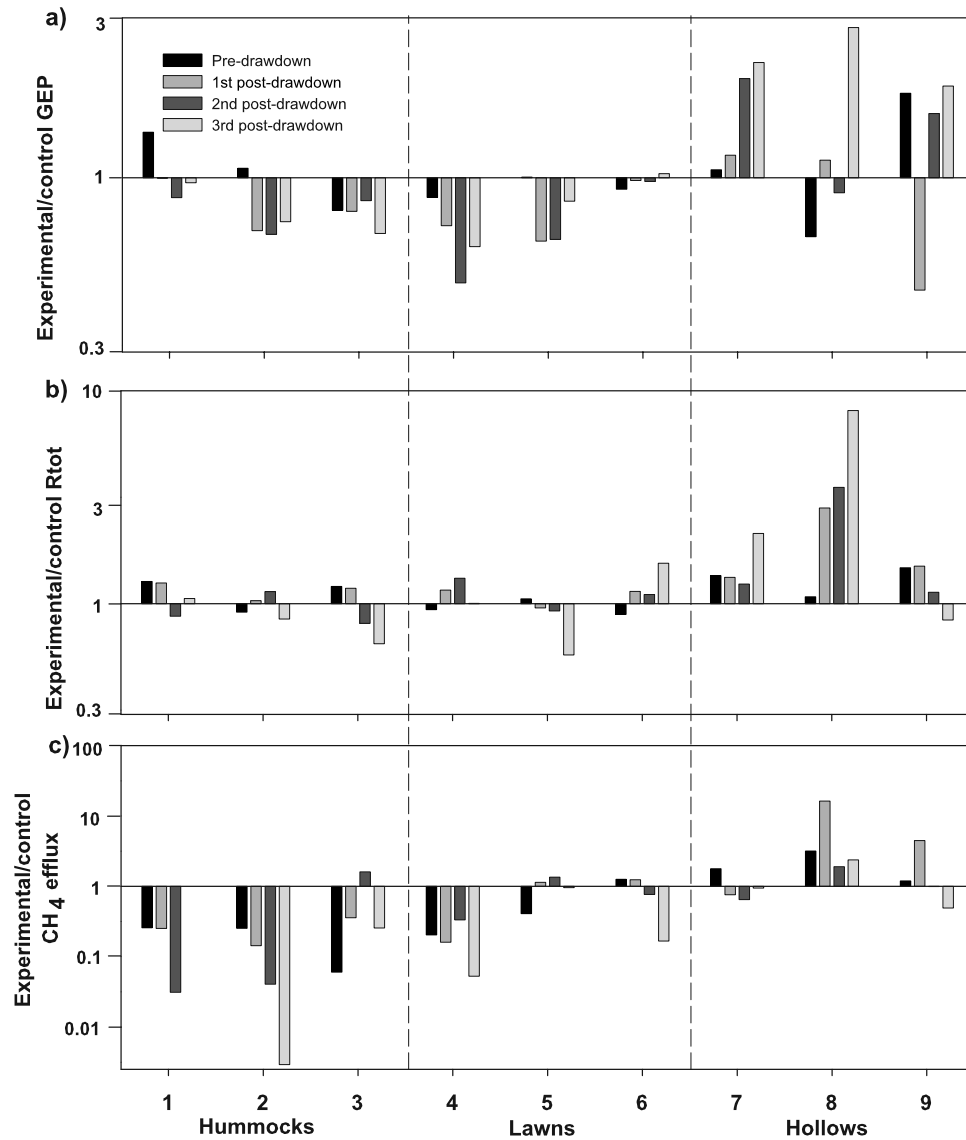 a)
3
Pre-drawdown
1st post-drawdown
2nd post-drawdown
3rd post-drawdown
1
0.3
Experimental/control GEP
b)
10
3
1
0.3
Experimental/control Rtot
c)
100
10
1
0.1
0.01
Experimental/control
CH4 efflux
1 2 3 4 5 6 7 8 9
Hummocks Lawns Hollows